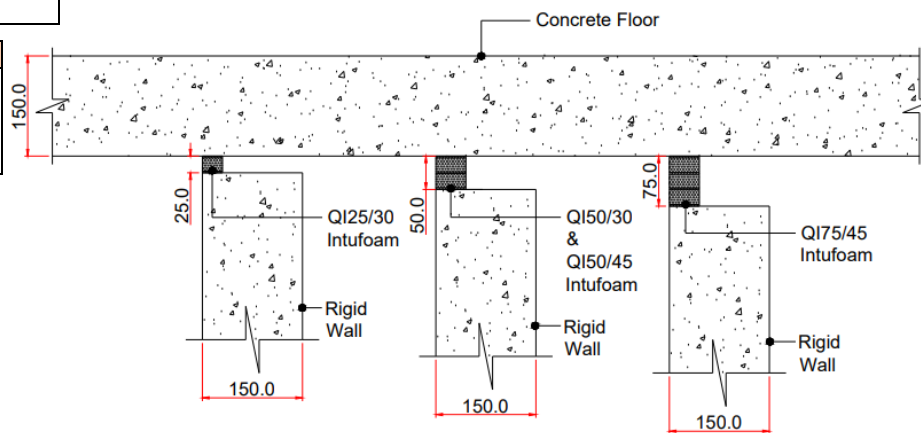 Concrete Floor
150.0
25.0
QI25/30
Intufoam
Rigid
Wall
150.0
50.0
QI50/30
&
QI50/45
Intufoam
Rigid
Wall
150.0
75.0
QI75/45
Intufoam
Rigid
Wall
150.0